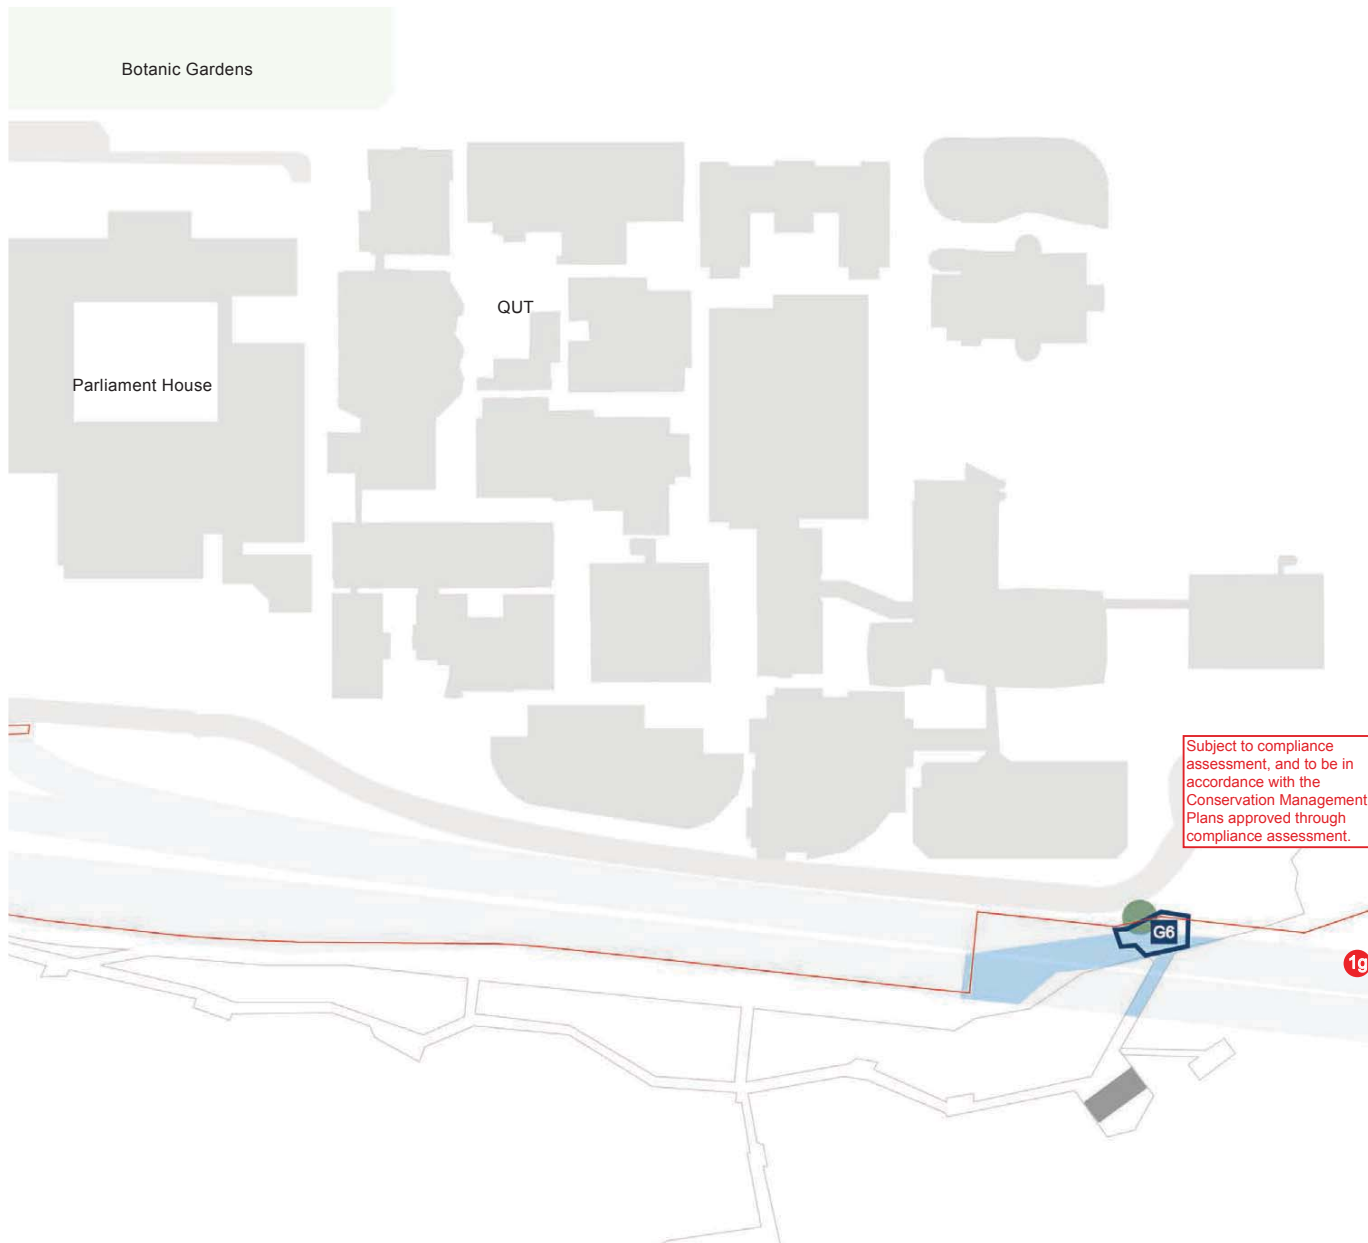 Botanic Gardens
QUT
Parliament House
Subject to compliance
assessment, and to be in
accordance with the
Conservation Management
Plans approved through
compliance assessment.
G6
1g